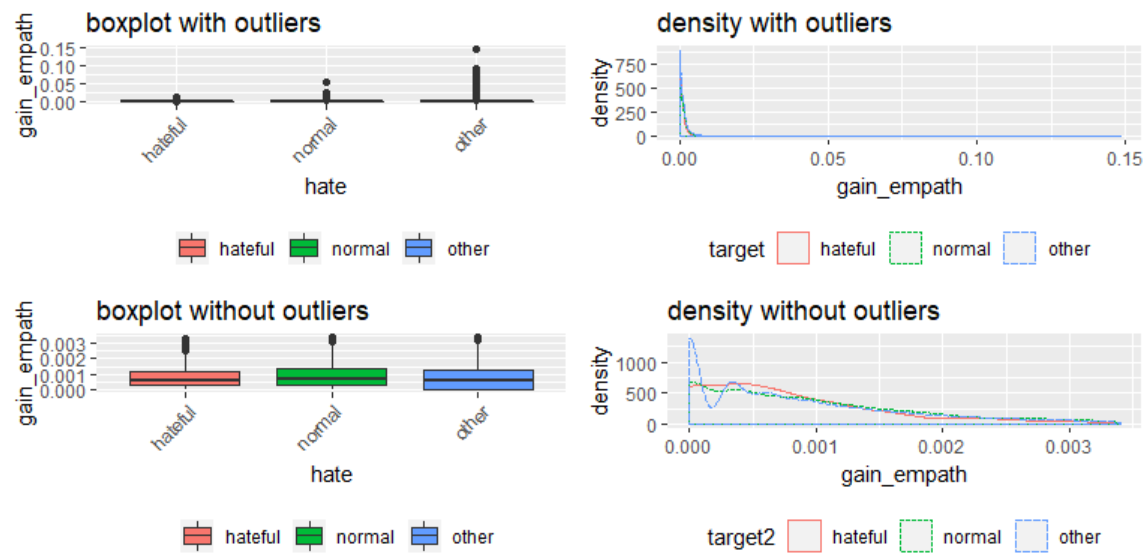 boxplot with outliers
gain_empath
0.15
0.10
0.05
0.00
hateful
normal
other
hate
hateful normal other
density with outliers
density
750
500
250
0
0.00 0.05 0.10 0.15
gain_empath
target hateful normal other
boxplot without outliers
gain_empath
0.003
0.002
0.001
0.000
hateful
normal
other
hate
hateful normal other
density without outliers
density
1000
500
0
0.000 0.001 0.002 0.003
gain_empath
target2 hateful normal other